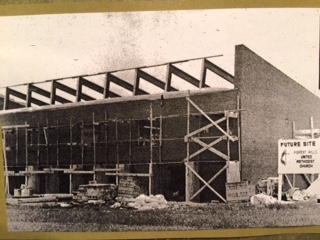 FUTURE SITE
FOREST HILLS
UNITED
METHODIST
CHURCH